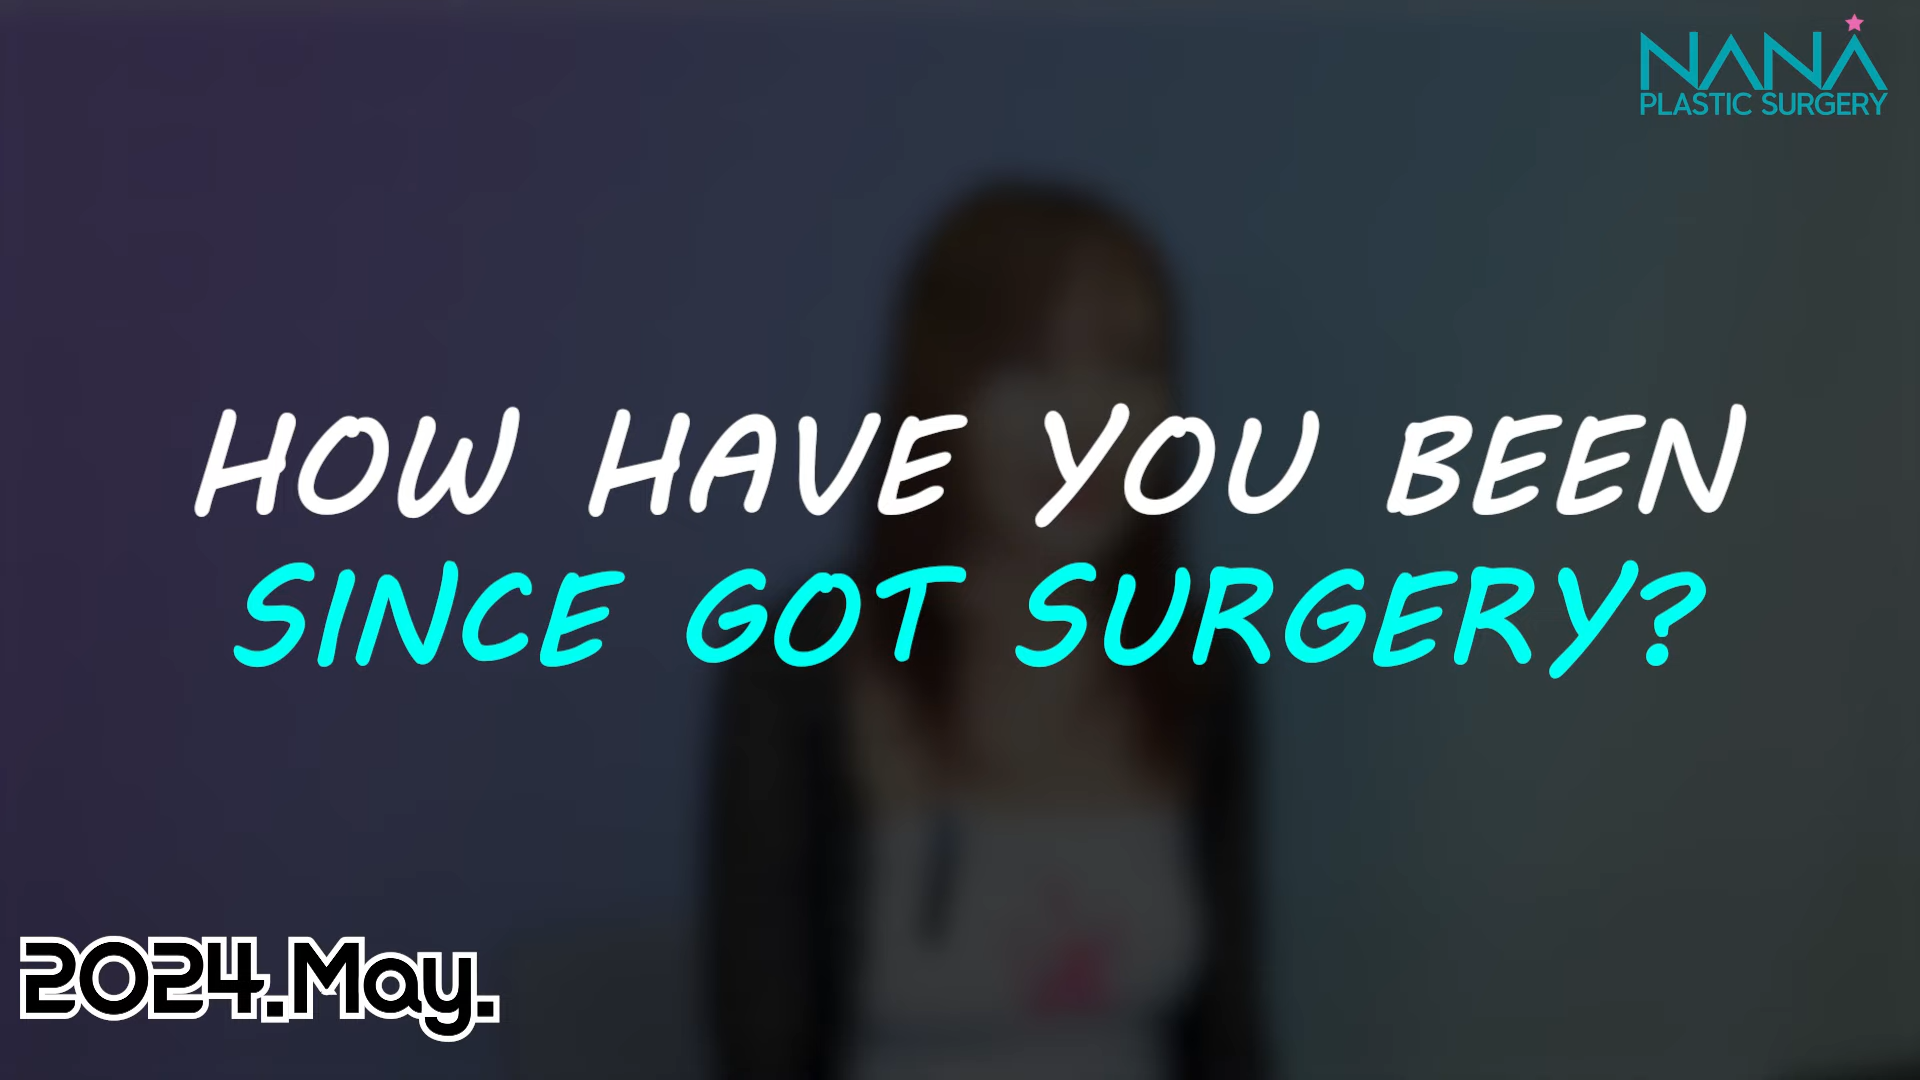 NANA
PLASTIC SURGERY
HOW HAVE YOU BEEN
SINCE GOT SURGERY?
2024.May.